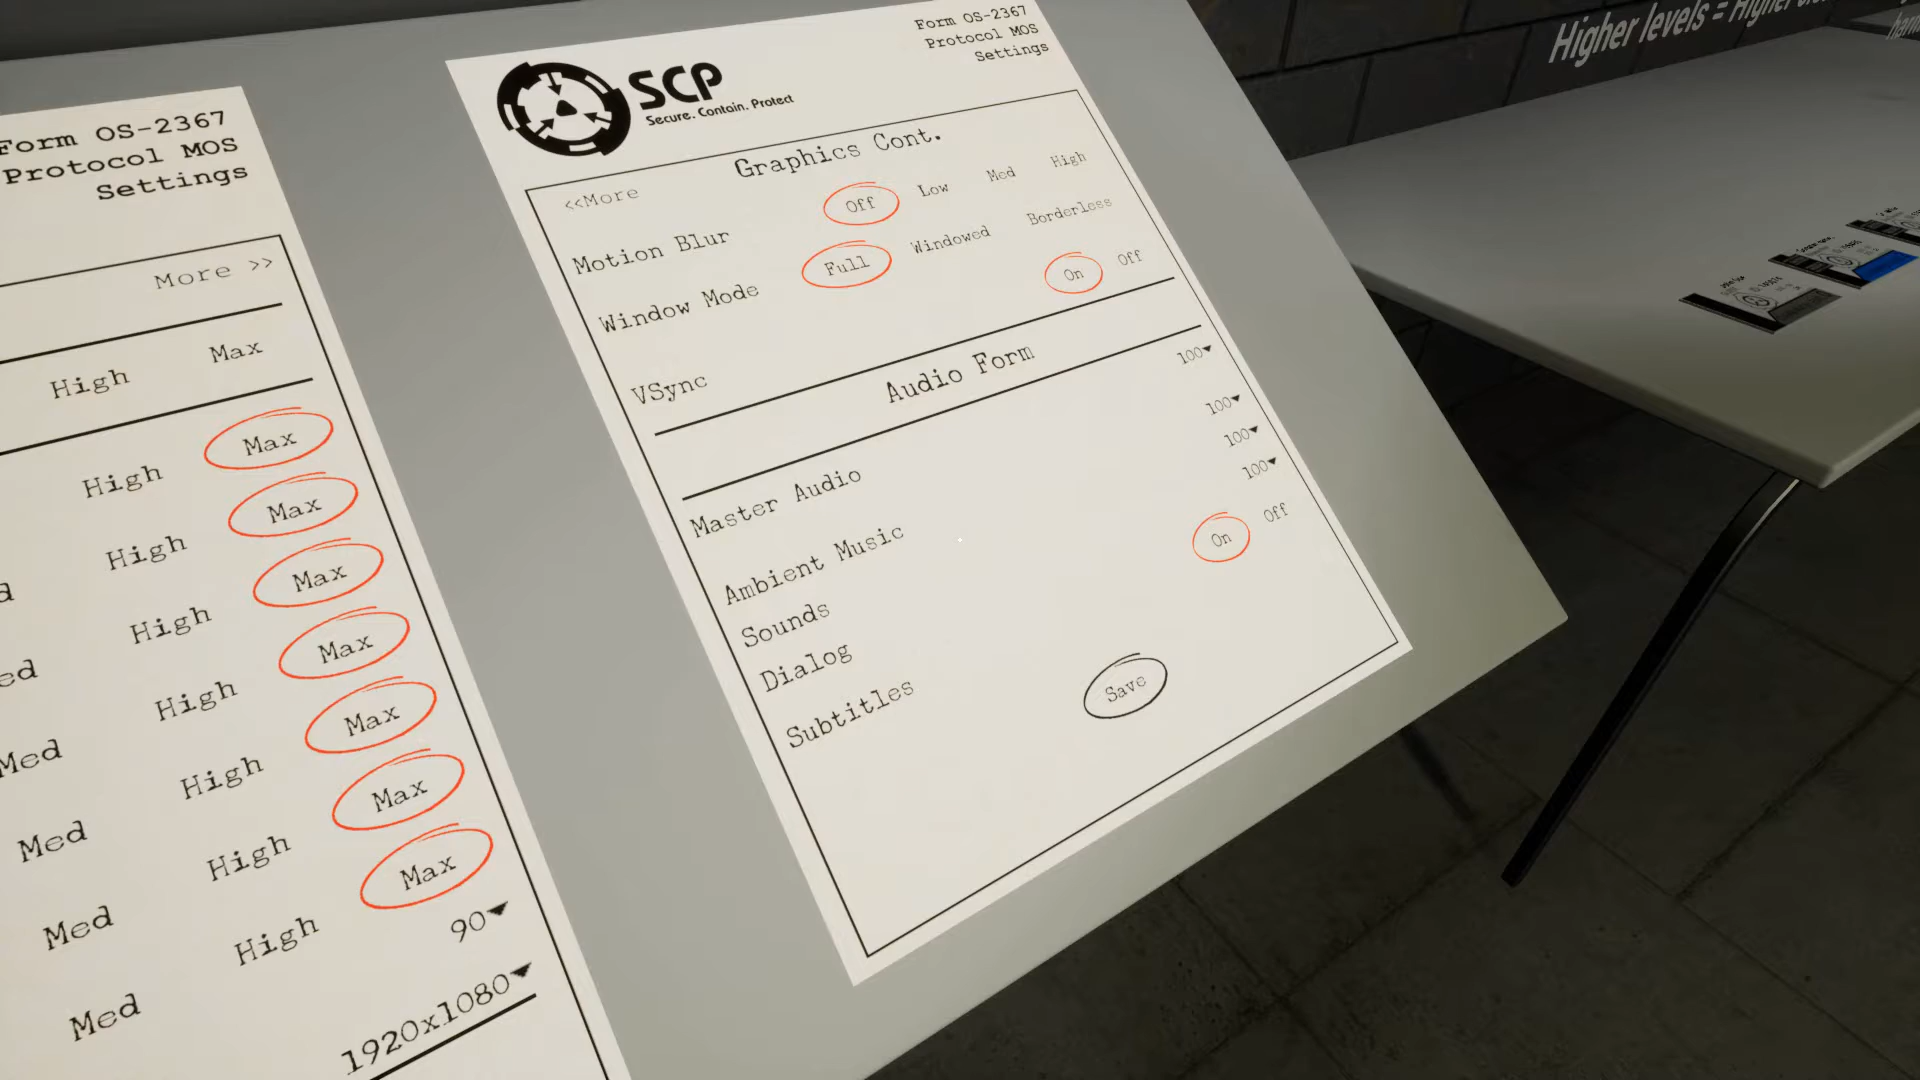 Form OS-2367
Protocol MOS
Settings
More >>
High Max
High Max
High Max
High Max
High Max
Med High Max
Med High Max
Med High Max
90
Med
1920x1080
SCP
Secure. Contain. Protect
Form OS-2367
Protocol MOS
Settings
Graphics Cont.
<<More
Motion Blur Off Low Med High
Window Mode Full Windowed Borderless
VSync On Off
Audio Form
Master Audio 100
Ambient Music 100
Sounds 100
Dialog 100
Subtitles On Off
Save
Higher levels = Higher